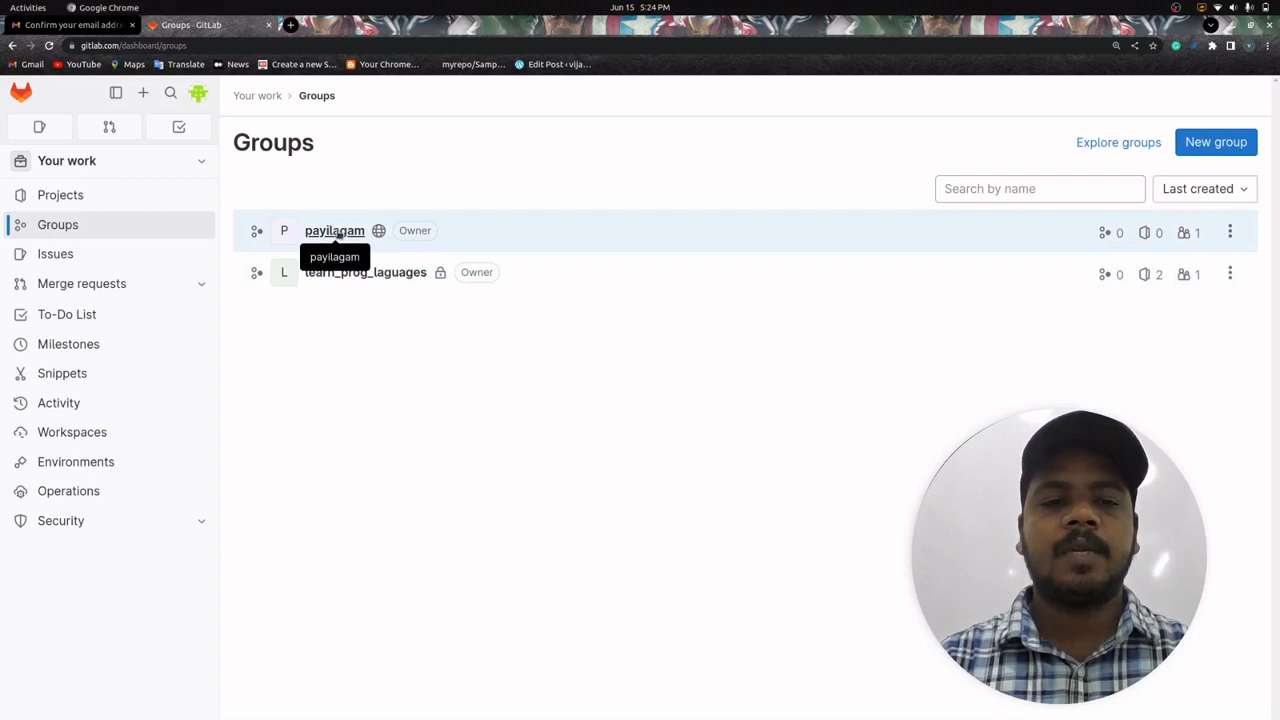 Activities
Google Chrome
Jun 15 5:24 PM
Confirm your email addre
Groups · GitLab
gitlab.com/dashboard/groups
Gmail
YouTube
Maps
Translate
News
Create a new S...
Your Chrome...
myrepo/Samp...
Edit Post ‹ vija...
Your work › Groups
Groups
Explore groups
New group
Search by name
Last created
Your work
Projects
Groups
Issues
Merge requests
To-Do List
Milestones
Snippets
Activity
Workspaces
Environments
Operations
Security
P payilagam Owner 0 0 1
payilagam
L learn_prog_laguages Owner 0 2 1